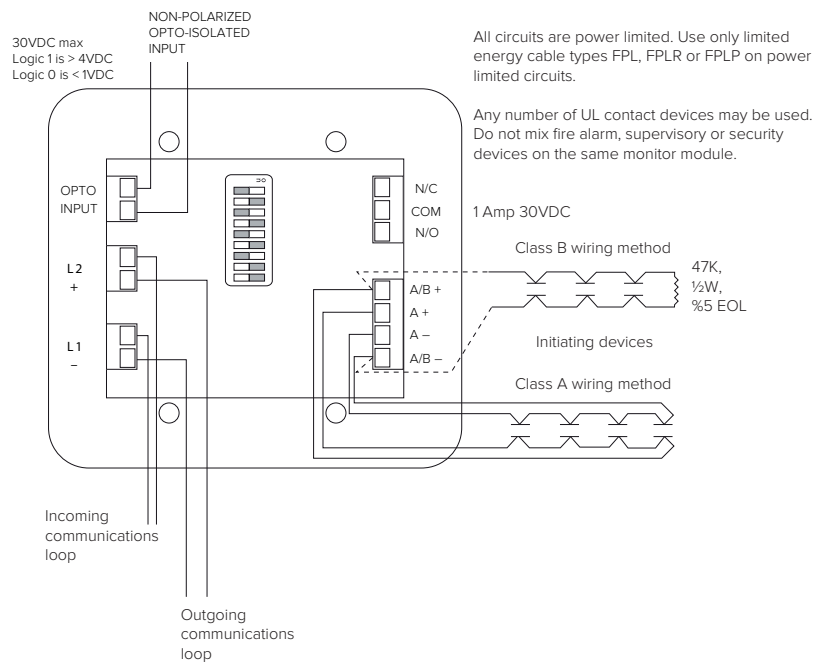 NON-POLARIZED
OPTO-ISOLATED
INPUT
30VDC max
Logic 1 is > 4VDC
Logic 0 is < 1VDC
All circuits are power limited. Use only limited
energy cable types FPL, FPLR or FPLP on power
limited circuits.
Any number of UL contact devices may be used.
Do not mix fire alarm, supervisory or security
devices on the same monitor module.
OPTO
INPUT
L2
+
L1
–
N/C
COM
N/O
1 Amp 30VDC
A/B +
A +
A –
A/B –
Class B wiring method
47K,
½W,
%5 EOL
Initiating devices
Class A wiring method
Incoming
communications
loop
Outgoing
communications
loop